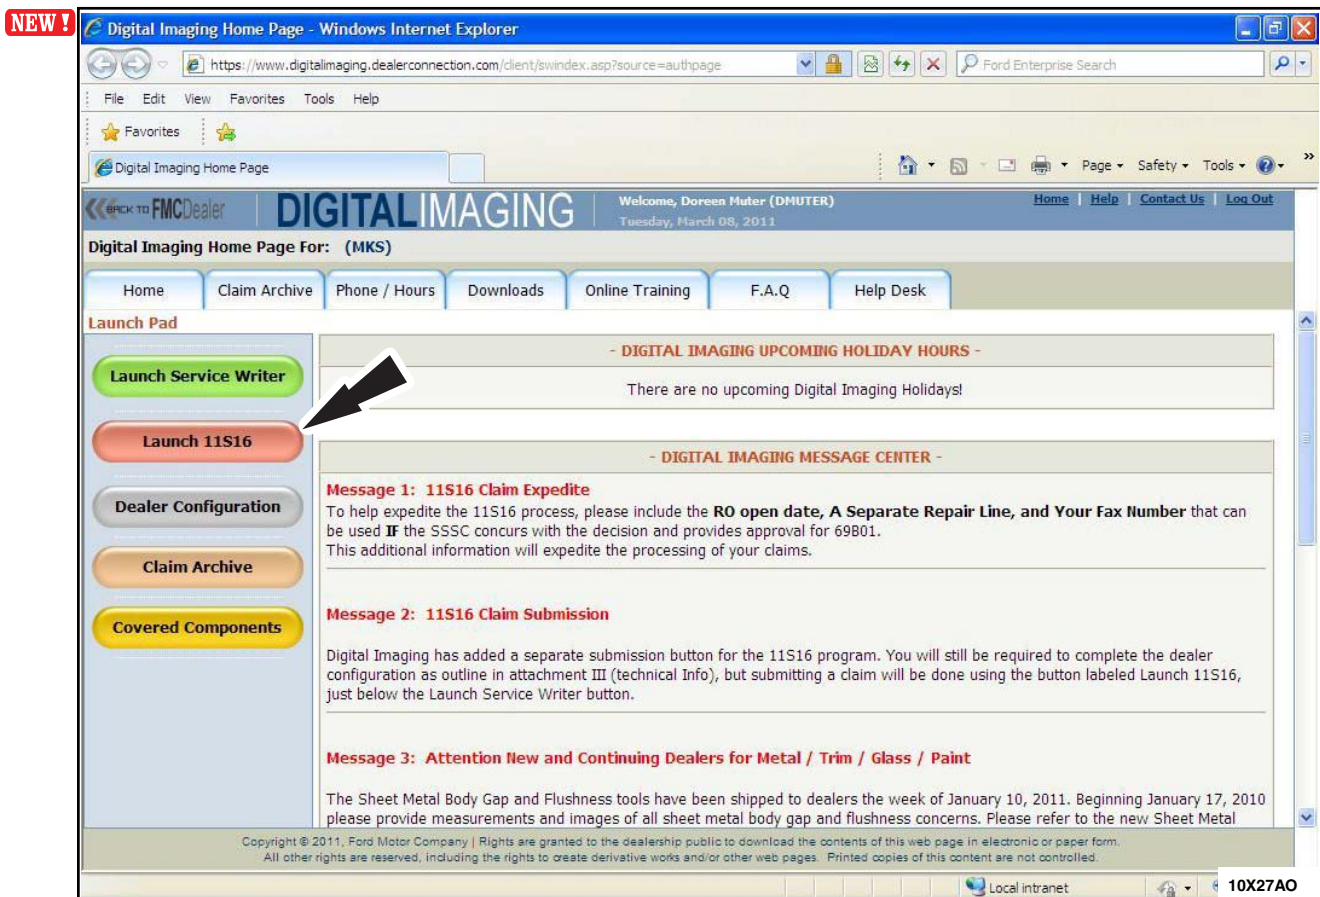 NEW!
Digital Imaging Home Page - Windows Internet Explorer
https://www.digitalimaging.dealerconnection.com/client/swindex.asp?source=authpage
Ford Enterprise Search
File Edit View Favorites Tools Help
Favorites
Digital Imaging Home Page
Page Safety Tools
BACK TO FMCDealer
DIGITALIMAGING
Welcome, Doreen Muter (DMUTER)
Tuesday, March 08, 2011
Home | Help | Contact Us | Log Out
Digital Imaging Home Page For: (MKS)
Home Claim Archive Phone / Hours Downloads Online Training F.A.Q Help Desk
Launch Pad
Launch Service Writer
Launch 11S16
Dealer Configuration
Claim Archive
Covered Components
- DIGITAL IMAGING UPCOMING HOLIDAY HOURS -
There are no upcoming Digital Imaging Holidays!
- DIGITAL IMAGING MESSAGE CENTER -
Message 1: 11S16 Claim Expedite
To help expedite the 11S16 process, please include the RO open date, A Separate Repair Line, and Your Fax Number that can
be used IF the SSSC concurs with the decision and provides approval for 69B01.
This additional information will expedite the processing of your claims.
Message 2: 11S16 Claim Submission
Digital Imaging has added a separate submission button for the 11S16 program. You will still be required to complete the dealer
configuration as outline in attachment III (technical Info), but submitting a claim will be done using the button labeled Launch 11S16,
just below the Launch Service Writer button.
Message 3: Attention New and Continuing Dealers for Metal / Trim / Glass / Paint
The Sheet Metal Body Gap and Flushness tools have been shipped to dealers the week of January 10, 2011. Beginning January 17, 2010
please provide measurements and images of all sheet metal body gap and flushness concerns. Please refer to the new Sheet Metal
Copyright © 2011, Ford Motor Company | Rights are granted to the dealership public to download the contents of this web page in electronic or paper form.
All other rights are reserved, including the rights to create derivative works and/or other web pages. Printed copies of this content are not controlled.
Local intranet
10X27AO